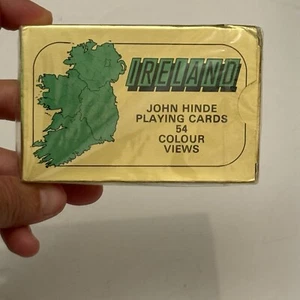 IRELAND
JOHN HINDE
PLAYING CARDS
54
COLOUR
VIEWS